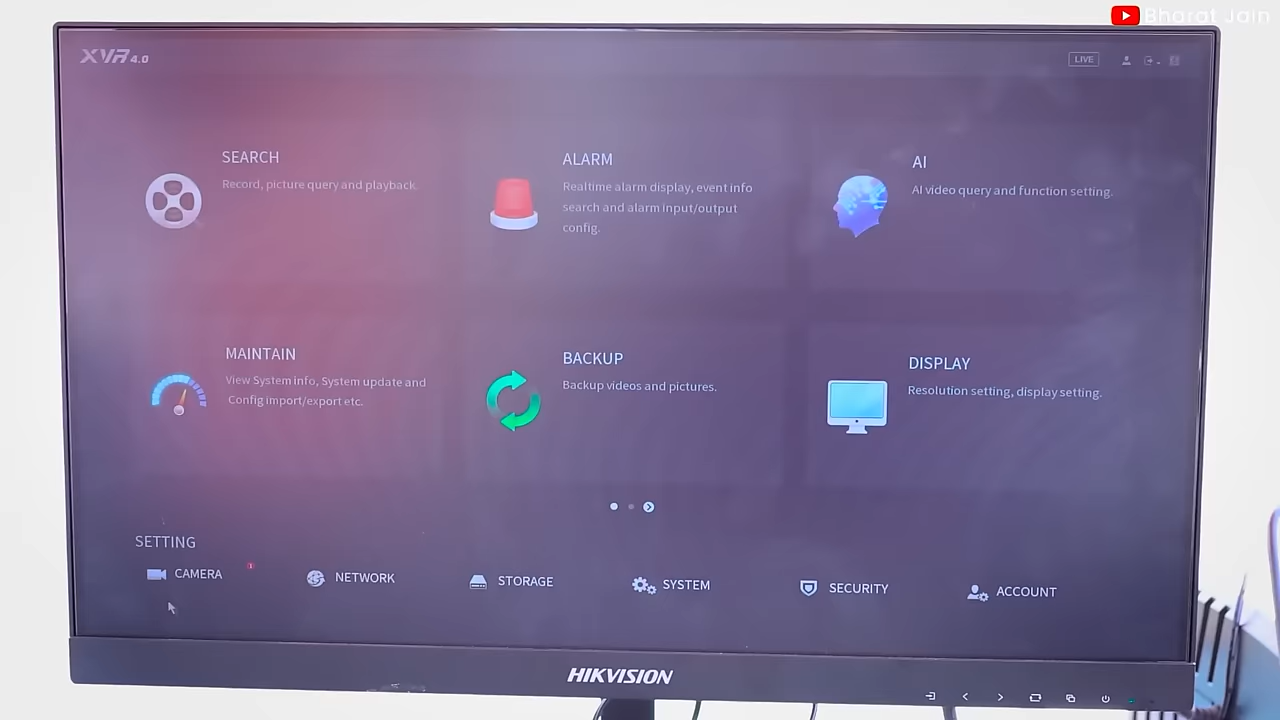 Bharat Jain
XVR 4.0
LIVE
SEARCH
Record, picture query and playback.
ALARM
Realtime alarm display, event info
search and alarm input/output
config.
AI
AI video query and function setting.
MAINTAIN
View System info, System update and
Config import/export etc.
BACKUP
Backup videos and pictures.
DISPLAY
Resolution setting, display setting.
SETTING
CAMERA
NETWORK
STORAGE
SYSTEM
SECURITY
ACCOUNT
HIKVISION